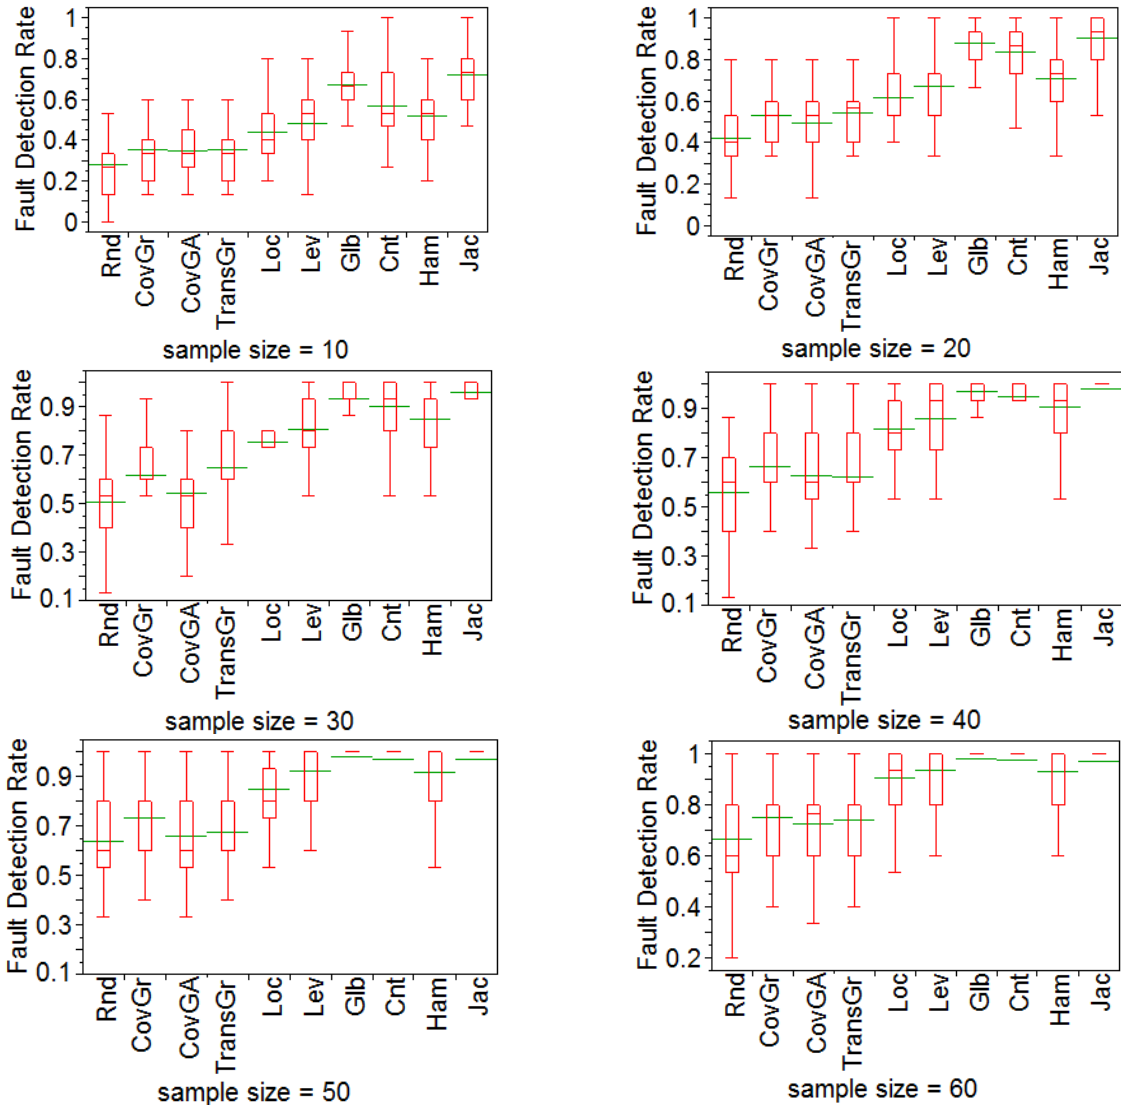 Fault Detection Rate
1
0.8
0.6
0.4
0.2
0
Rnd
CovGr
CovGA
TransGr
Loc
Lev
Glb
Cnt
Ham
Jac
sample size = 10
Fault Detection Rate
1
0.8
0.6
0.4
0.2
0
Rnd
CovGr
CovGA
TransGr
Loc
Lev
Glb
Cnt
Ham
Jac
sample size = 20
Fault Detection Rate
0.9
0.7
0.5
0.3
0.1
Rnd
CovGr
CovGA
TransGr
Loc
Lev
Glb
Cnt
Ham
Jac
sample size = 30
Fault Detection Rate
0.9
0.7
0.5
0.3
0.1
Rnd
CovGr
CovGA
TransGr
Loc
Lev
Glb
Cnt
Ham
Jac
sample size = 40
Fault Detection Rate
0.9
0.7
0.5
0.3
0.1
Rnd
CovGr
CovGA
TransGr
Loc
Lev
Glb
Cnt
Ham
Jac
sample size = 50
Fault Detection Rate
1
0.8
0.6
0.4
0.2
Rnd
CovGr
CovGA
TransGr
Loc
Lev
Glb
Cnt
Ham
Jac
sample size = 60